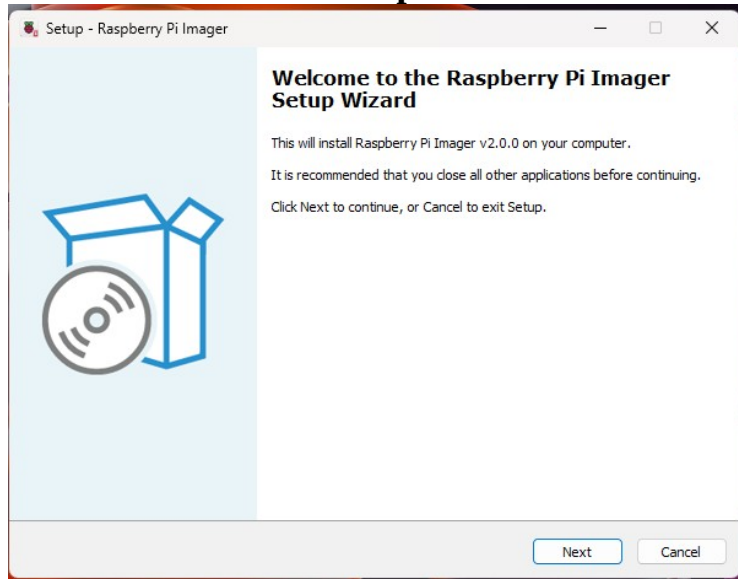 Setup - Raspberry Pi Imager
Welcome to the Raspberry Pi Imager
Setup Wizard
This will install Raspberry Pi Imager v2.0.0 on your computer.
It is recommended that you close all other applications before continuing.
Click Next to continue, or Cancel to exit Setup.
Next
Cancel